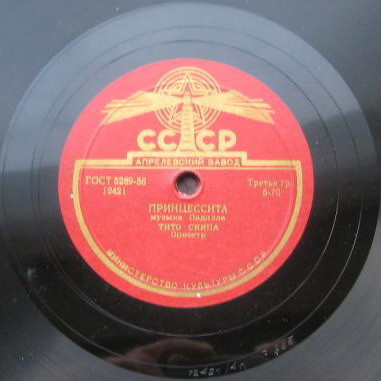 СССР
АПРЕЛЕВСКИЙ ЗАВОД
ГОСТ 5289-56
12421
Третья гр.
5-70
ПРИНЦЕССИТА
музыка Падилла
ТИТО СКИПА
Оркестр
МИНИСТЕРСТВО КУЛЬТУРЫ СССР